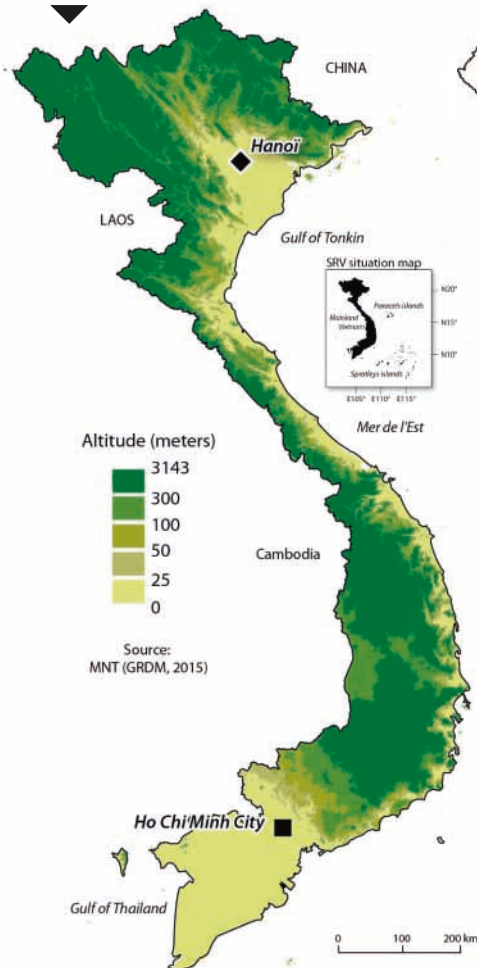 CHINA
Hanoï
LAOS
Gulf of Tonkin
SRV situation map
N20°
Paracels islands
Mainland
Vietnam
N15°
N10°
Spratleys islands
E105° E110° E115°
Mer de l'Est
Altitude (meters)
3143
300
100
50
25
0
Cambodia
Source:
MNT (GRDM, 2015)
Ho Chi Minh City
Gulf of Thailand
0 100 200 km